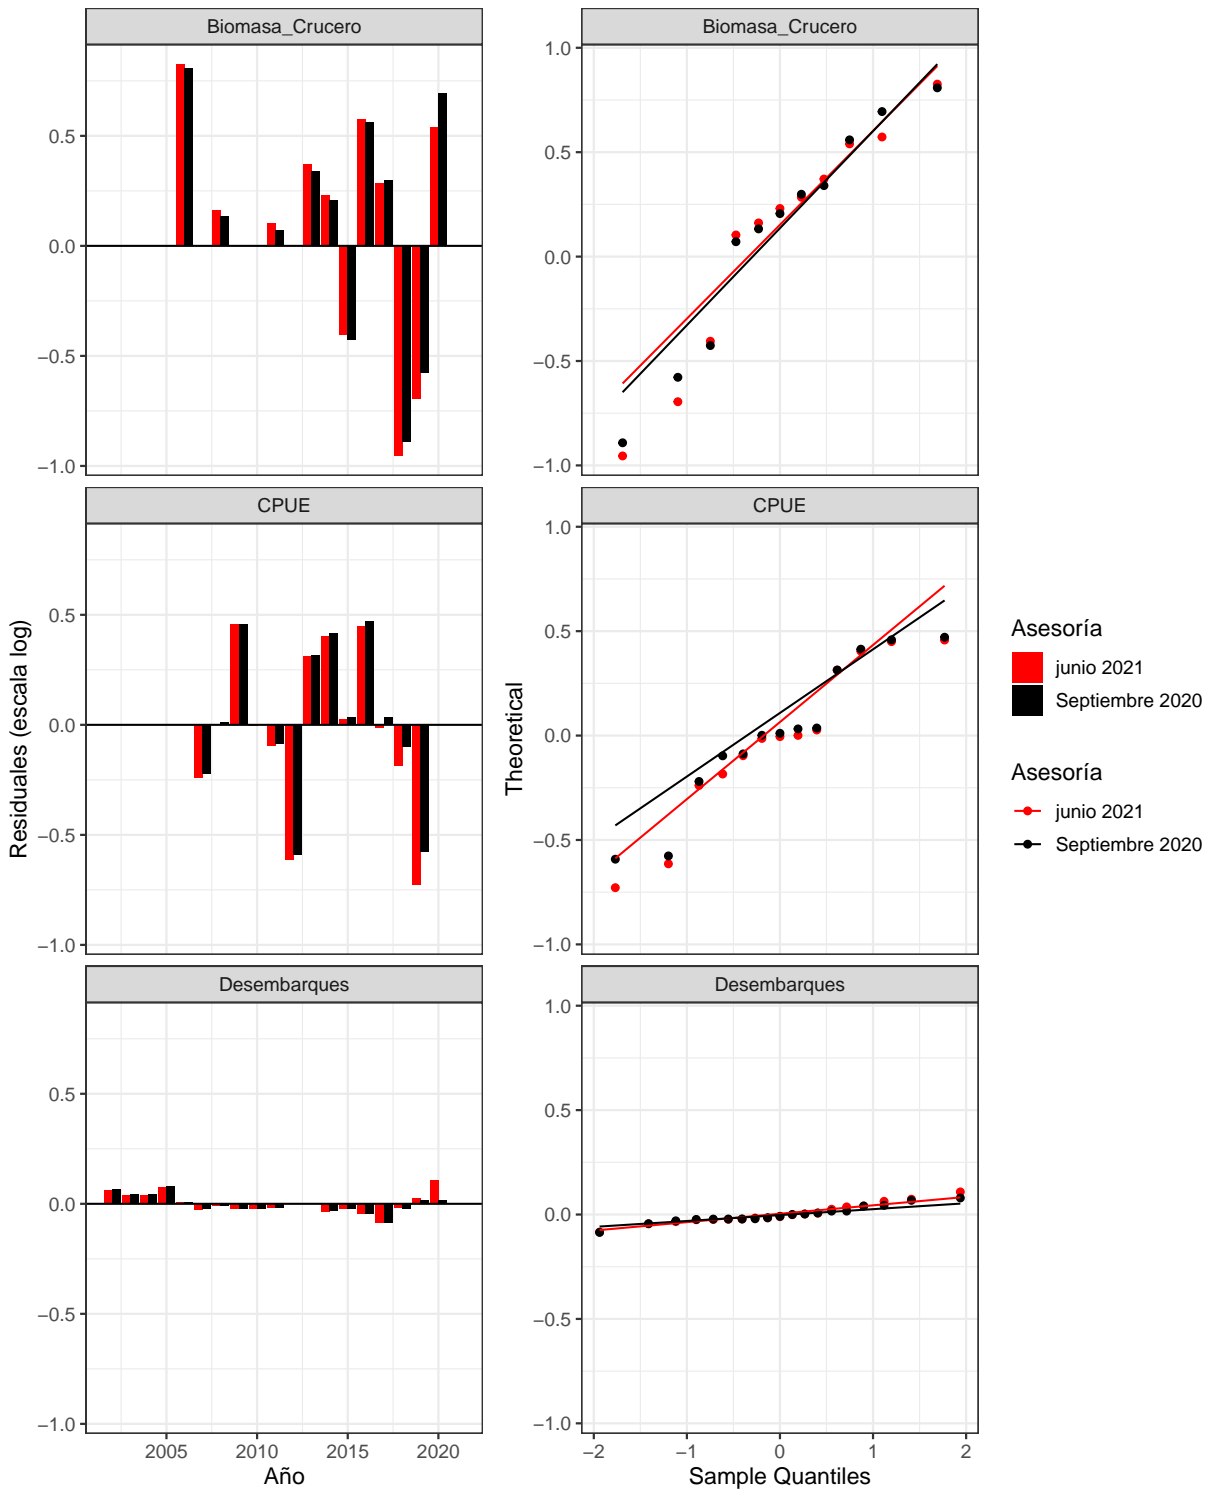 Biomasa_Crucero
0.5
0.0
−0.5
−1.0
CPUE
0.5
0.0
−0.5
−1.0
Desembarques
0.5
0.0
−0.5
−1.0
2005 2010 2015 2020
Año
Residuales (escala log)
Biomasa_Crucero
1.0
0.5
0.0
−0.5
−1.0
CPUE
1.0
0.5
0.0
−0.5
−1.0
Desembarques
1.0
0.5
0.0
−0.5
−1.0
−2 −1 0 1 2
Sample Quantiles
Theoretical
Asesoría
junio 2021
Septiembre 2020
Asesoría
junio 2021
Septiembre 2020